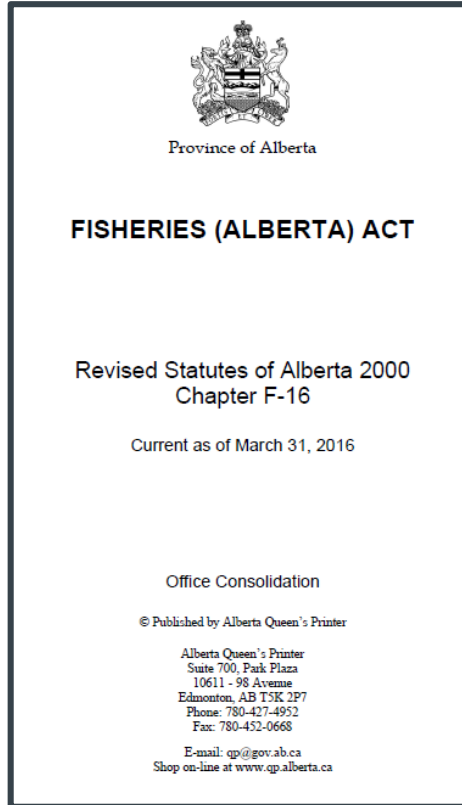 Province of Alberta
FISHERIES (ALBERTA) ACT
Revised Statutes of Alberta 2000
Chapter F-16
Current as of March 31, 2016
Office Consolidation
© Published by Alberta Queen's Printer
Alberta Queen's Printer
Suite 700, Park Plaza
10611 - 98 Avenue
Edmonton, AB T5K 2P7
Phone: 780-427-4952
Fax: 780-452-0668
E-mail: qp@gov.ab.ca
Shop on-line at www.qp.alberta.ca